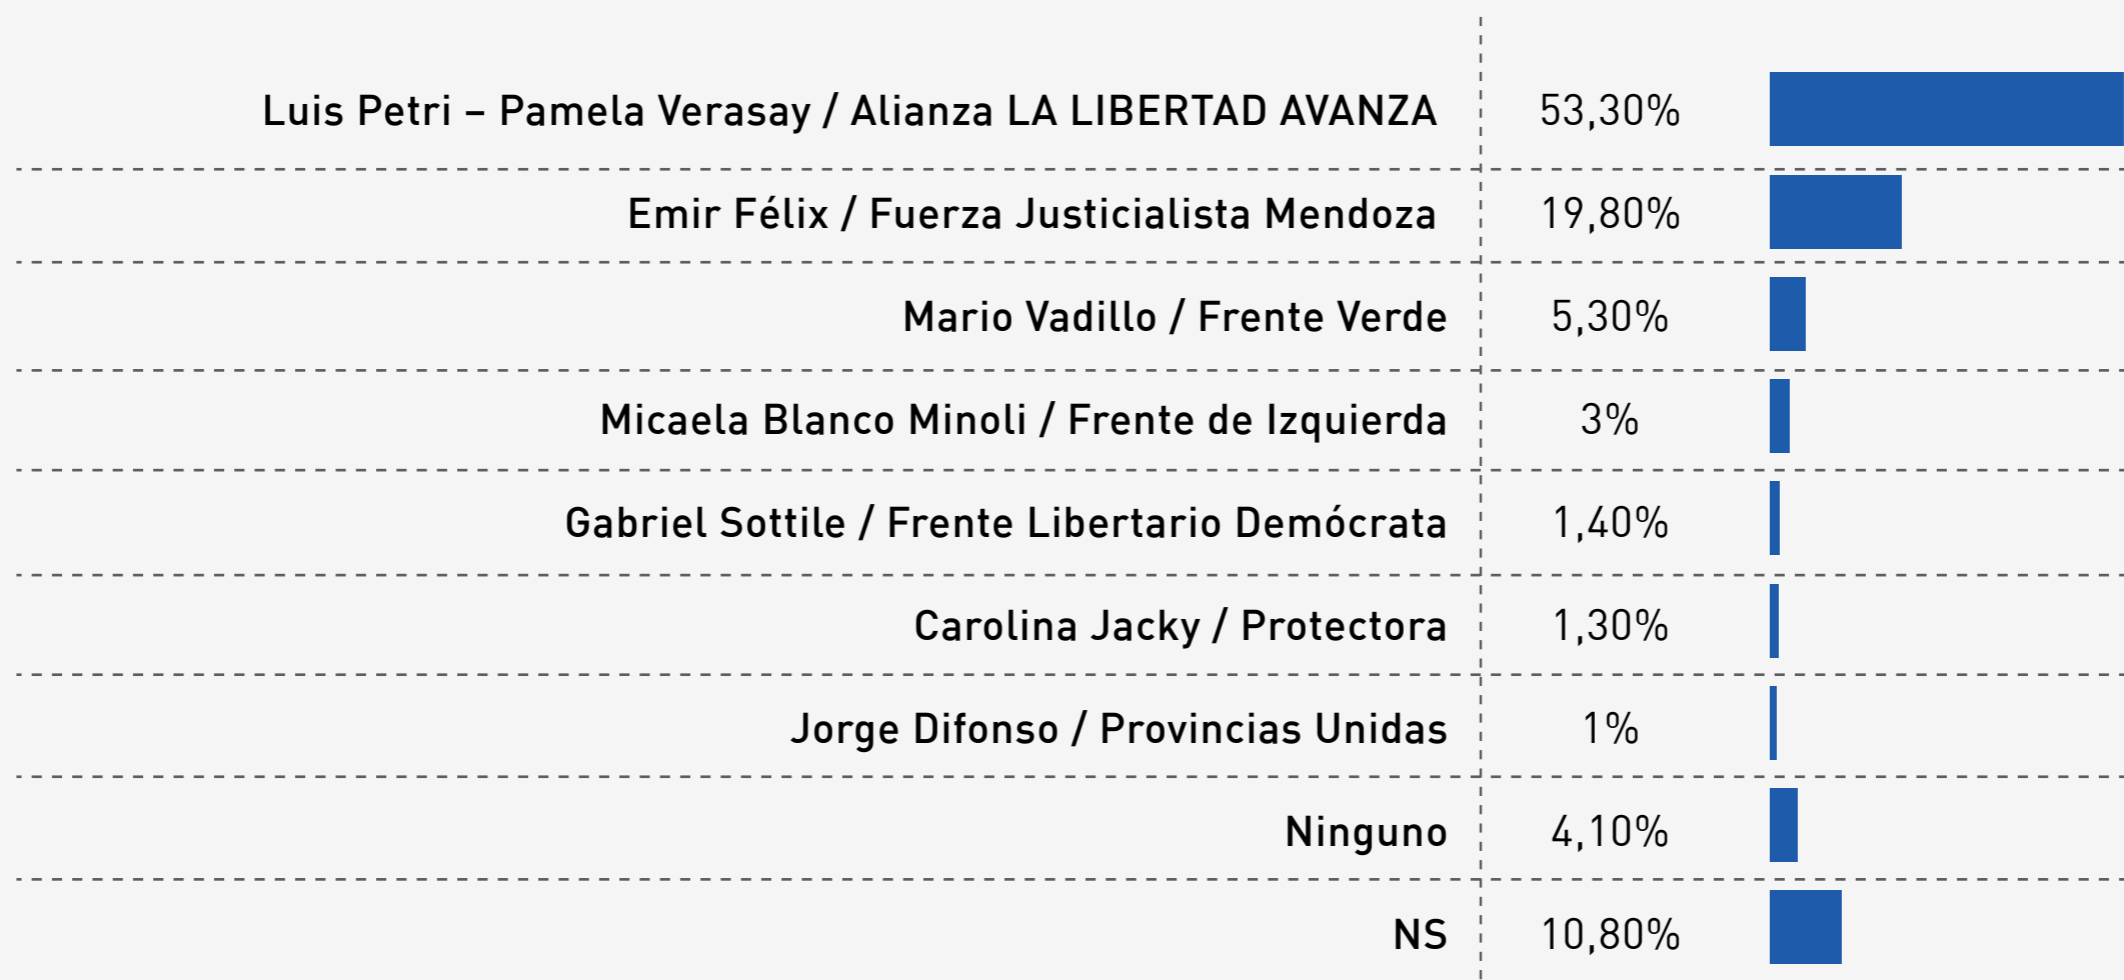 Luis Petri – Pamela Verasay / Alianza LA LIBERTAD AVANZA 53,30%
Emir Félix / Fuerza Justicialista Mendoza 19,80%
Mario Vadillo / Frente Verde 5,30%
Micaela Blanco Minoli / Frente de Izquierda 3%
Gabriel Sottile / Frente Libertario Demócrata 1,40%
Carolina Jacky / Protectora 1,30%
Jorge Difonso / Provincias Unidas 1%
Ninguno 4,10%
NS 10,80%